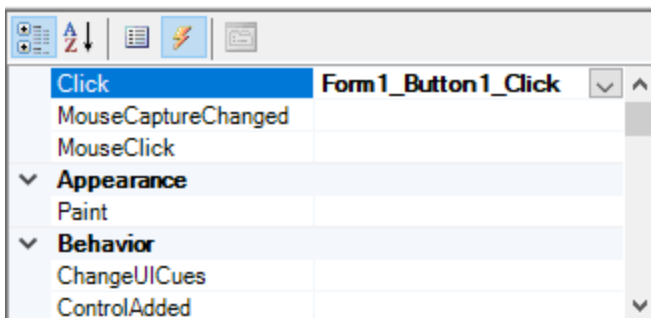 A
Z
Click Form1_Button1_Click
MouseCaptureChanged
MouseClick
Appearance
Paint
Behavior
ChangeUICues
ControlAdded